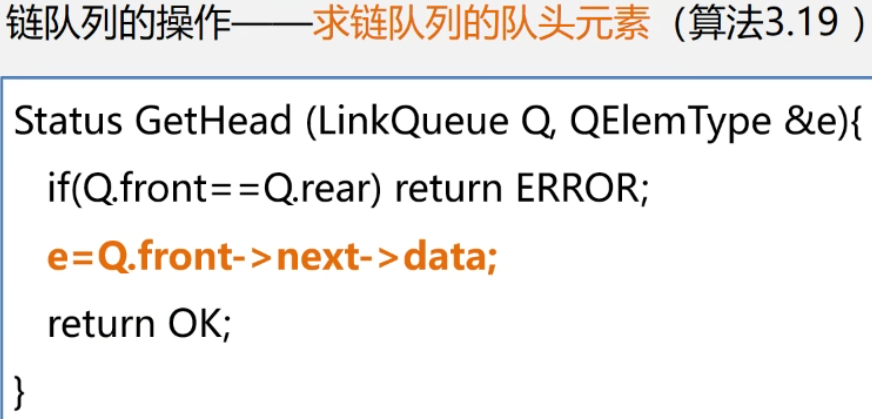 链队列的操作——求链队列的队头元素（算法3.19 ）
Status GetHead (LinkQueue Q, QElemType &e){
if(Q.front==Q.rear) return ERROR;
e=Q.front->next->data;
return OK;
}